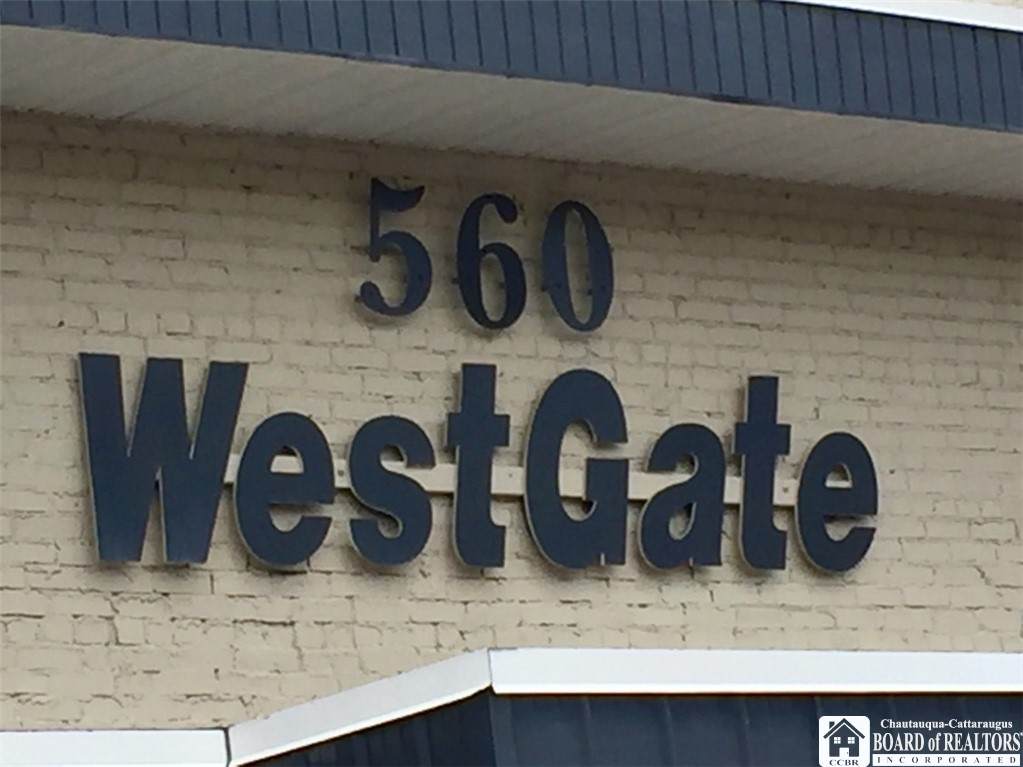 560
WestGate
Chautauqua-Cattaraugus
BOARD of REALTORS®
INCORPORATED
CCBR